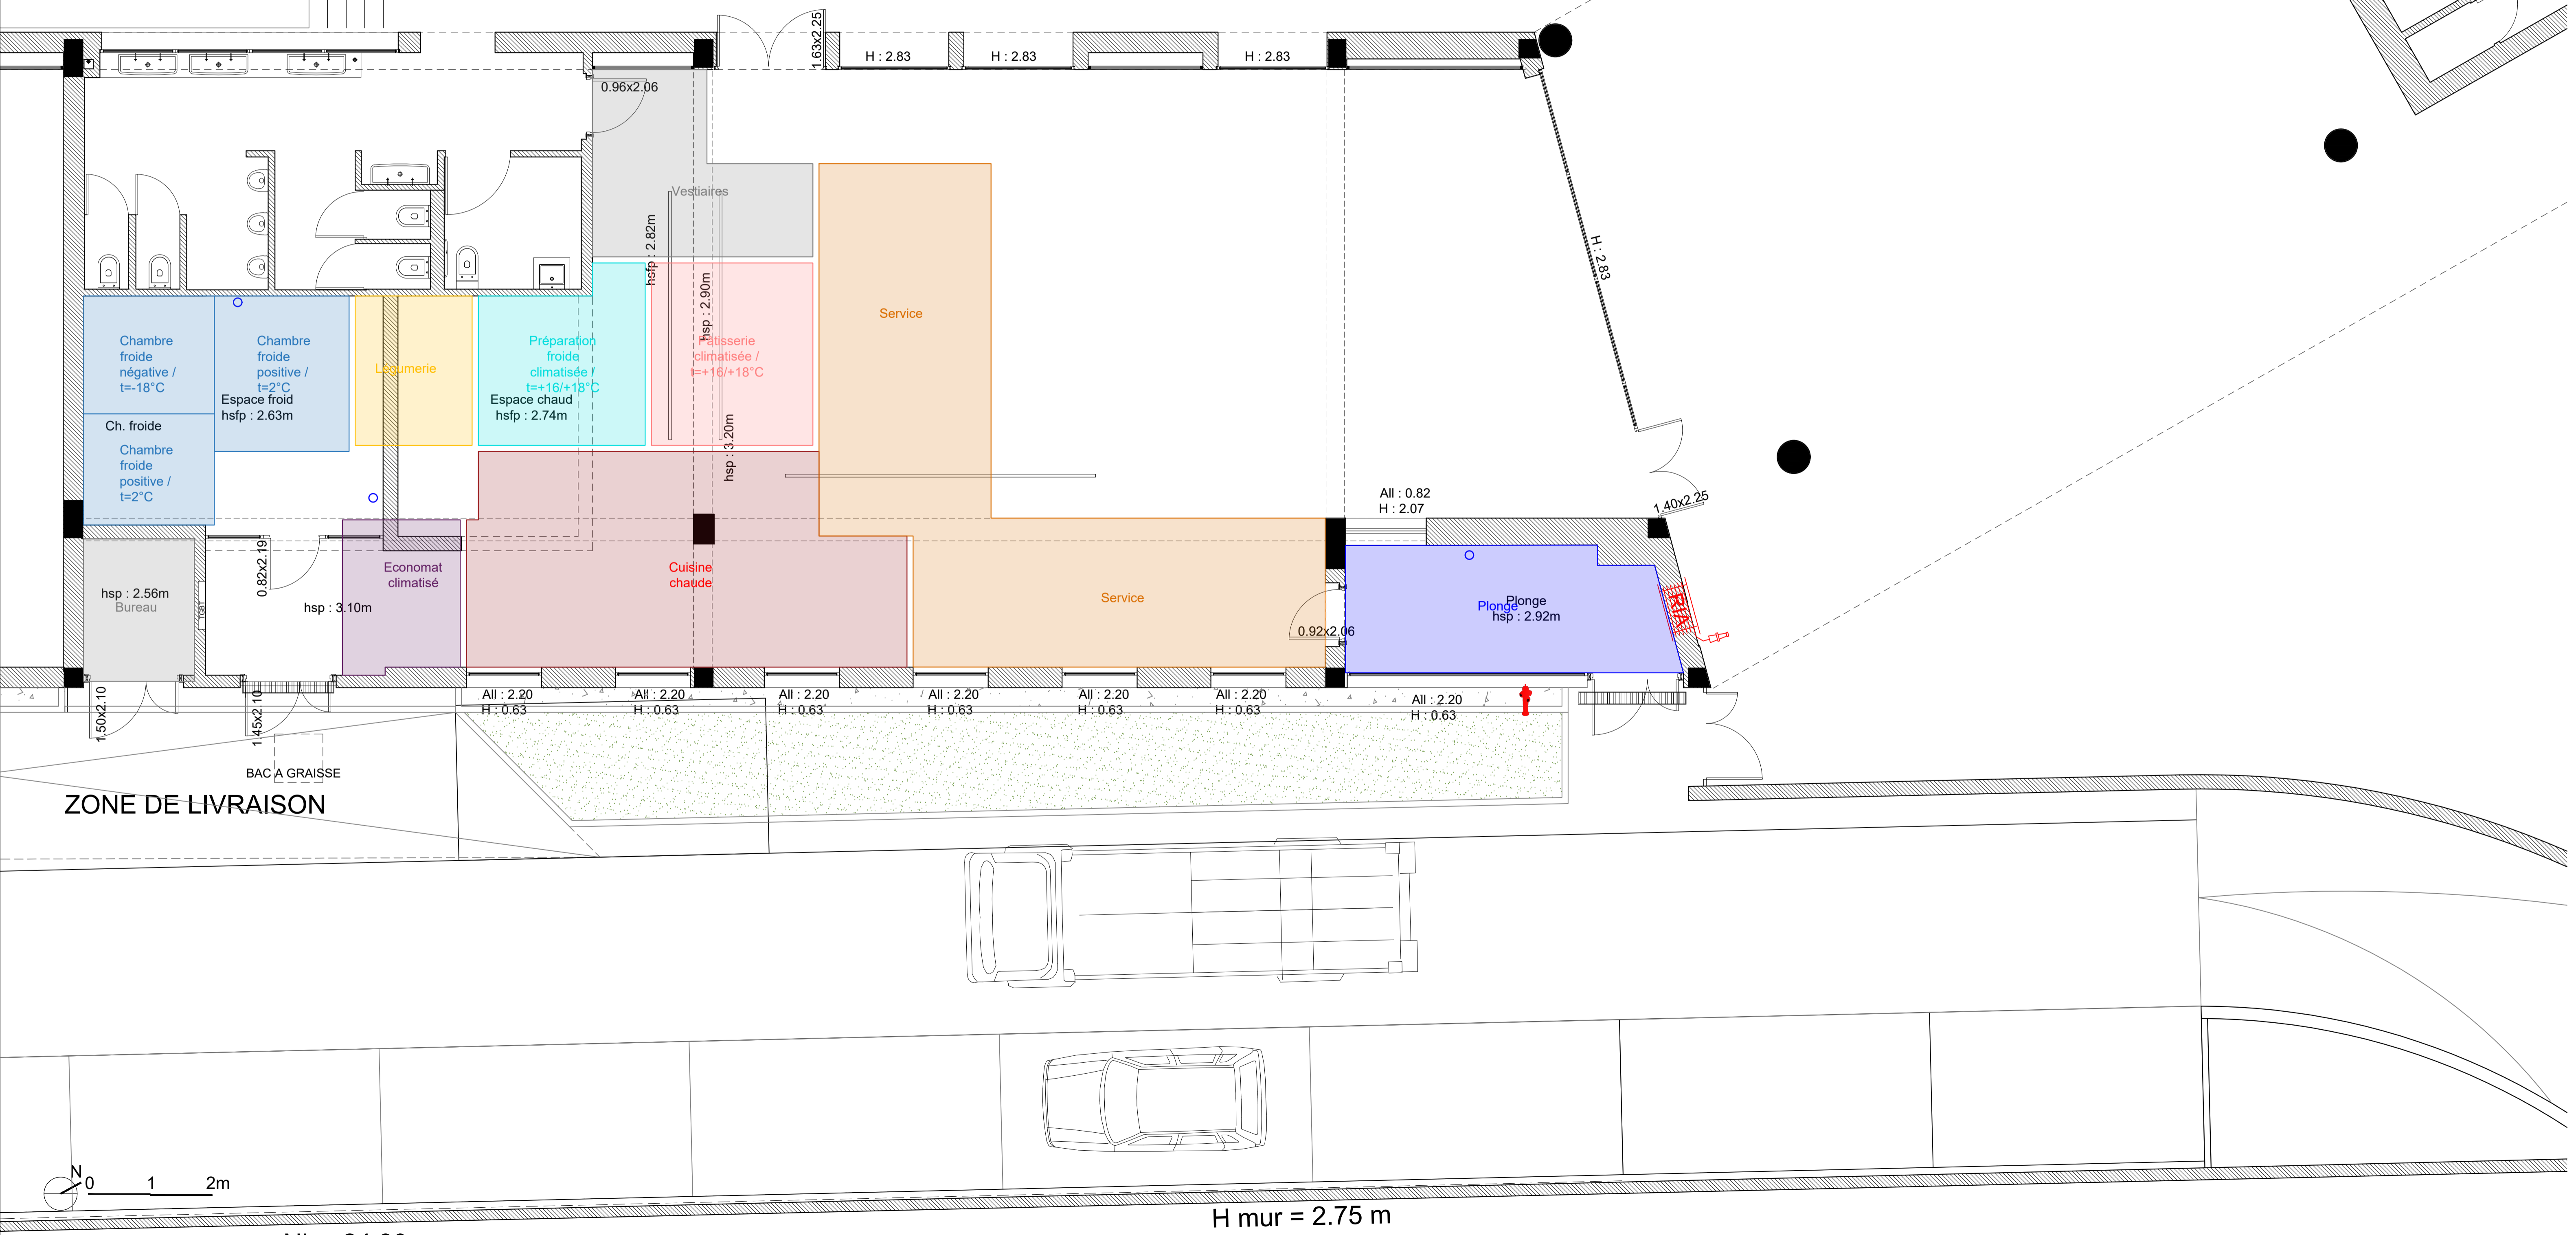 1.63x2.25
H : 2.83
H : 2.83
H : 2.83
0.96x2.06
Vestiaires
hsfp : 2.82m
hsp : 2.90m
hsp : 3.20m
H : 2.83
Service
Chambre
froide
négative /
t=-18°C
Chambre
froide
positive /
t=2°C
Espace froid
hsfp : 2.63m
Légumerie
Préparation
froide
climatisée /
t=+16/+18°C
Espace chaud
hsfp : 2.74m
Pâtisserie
climatisée /
t=+16/+18°C
Ch. froide
Chambre
froide
positive /
t=2°C
All : 0.82
H : 2.07
1.40x2.25
0.82x2.19
Economat
climatisé
Cuisine
chaude
hsp : 2.56m
Bureau
TGBT
hsp : 3.10m
Service
0.92x2.06
Plonge
Plonge
hsp : 2.92m
RIA
1.50x2.10
1.45x2.10
All : 2.20
H : 0.63
All : 2.20
H : 0.63
All : 2.20
H : 0.63
All : 2.20
H : 0.63
All : 2.20
H : 0.63
All : 2.20
H : 0.63
All : 2.20
H : 0.63
BAC A GRAISSE
ZONE DE LIVRAISON
N
0 1 2m
H mur = 2.75 m